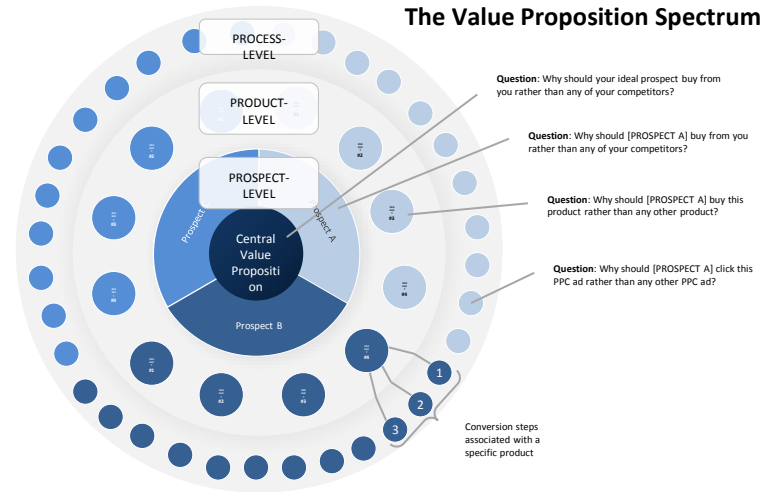 The Value Proposition Spectrum
PROCESS-
LEVEL
PRODUCT-
LEVEL
PROSPECT-
LEVEL
Question: Why should your ideal prospect buy from
you rather than any of your competitors?
Question: Why should [PROSPECT A] buy from you
rather than any of your competitors?
Question: Why should [PROSPECT A] buy this
product rather than any other product?
Question: Why should [PROSPECT A] click this
PPC ad rather than any other PPC ad?
Prospect
ospect A
Central
Value
Propositi
on
Prospect B
1
2
3
Conversion steps
associated with a
specific product